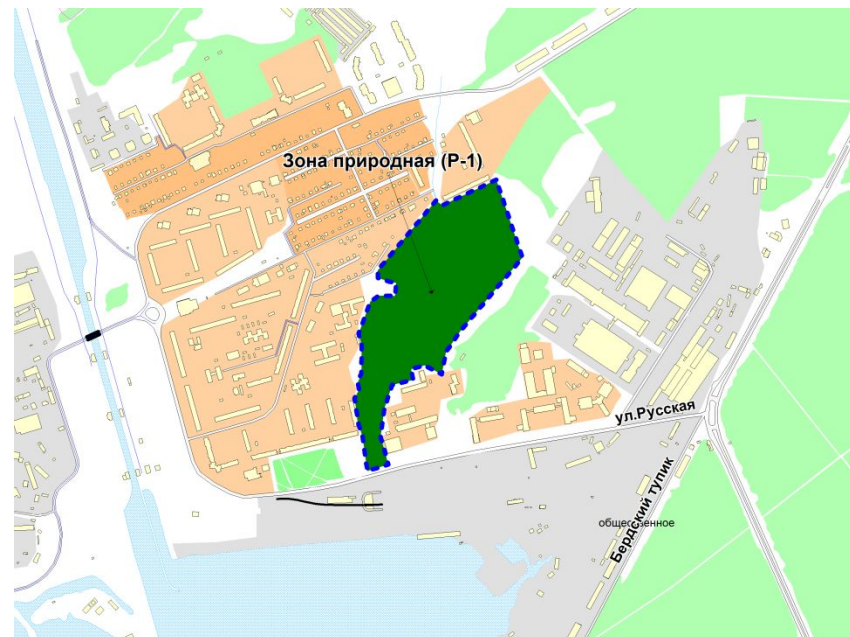 Зона природная (Р-1)
ул.Русская
Бердский тупик
общественное